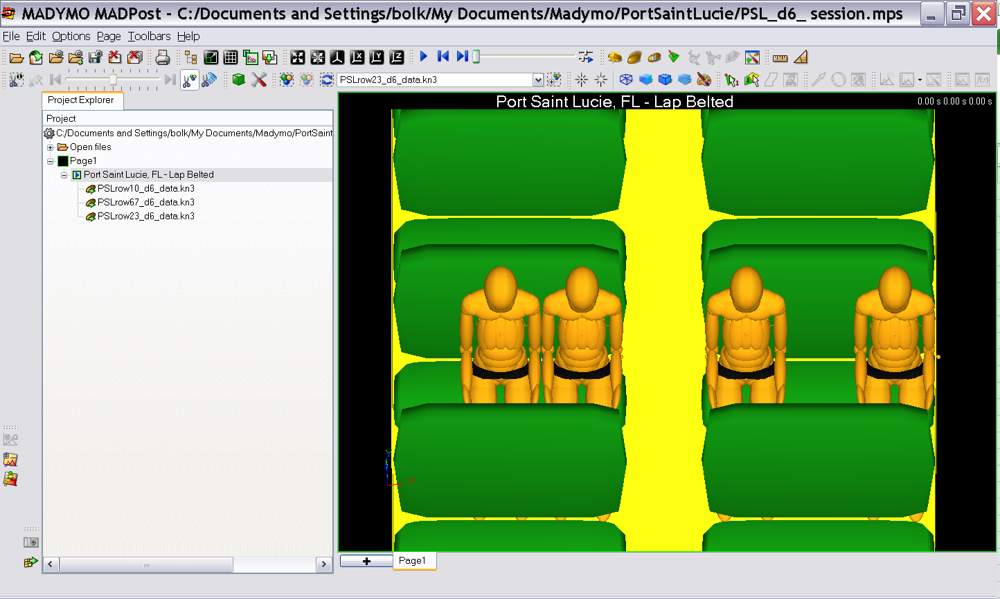 MADYMO MADPost - C:/Documents and Settings/bolk/My Documents/Madymo/PortSaintLucie/PSL_d6_ session.mps
File Edit Options Page Toolbars Help
PSLrow23_d6_data.kn3
Project Explorer
Project
C:/Documents and Settings/bolk/My Documents/Madymo/PortSaint
Open files
Page1
Port Saint Lucie, FL - Lap Belted
PSLrow10_d6_data.kn3
PSLrow67_d6_data.kn3
PSLrow23_d6_data.kn3
Port Saint Lucie, FL - Lap Belted
0.00 s 0.00 s 0.00 s
Page1